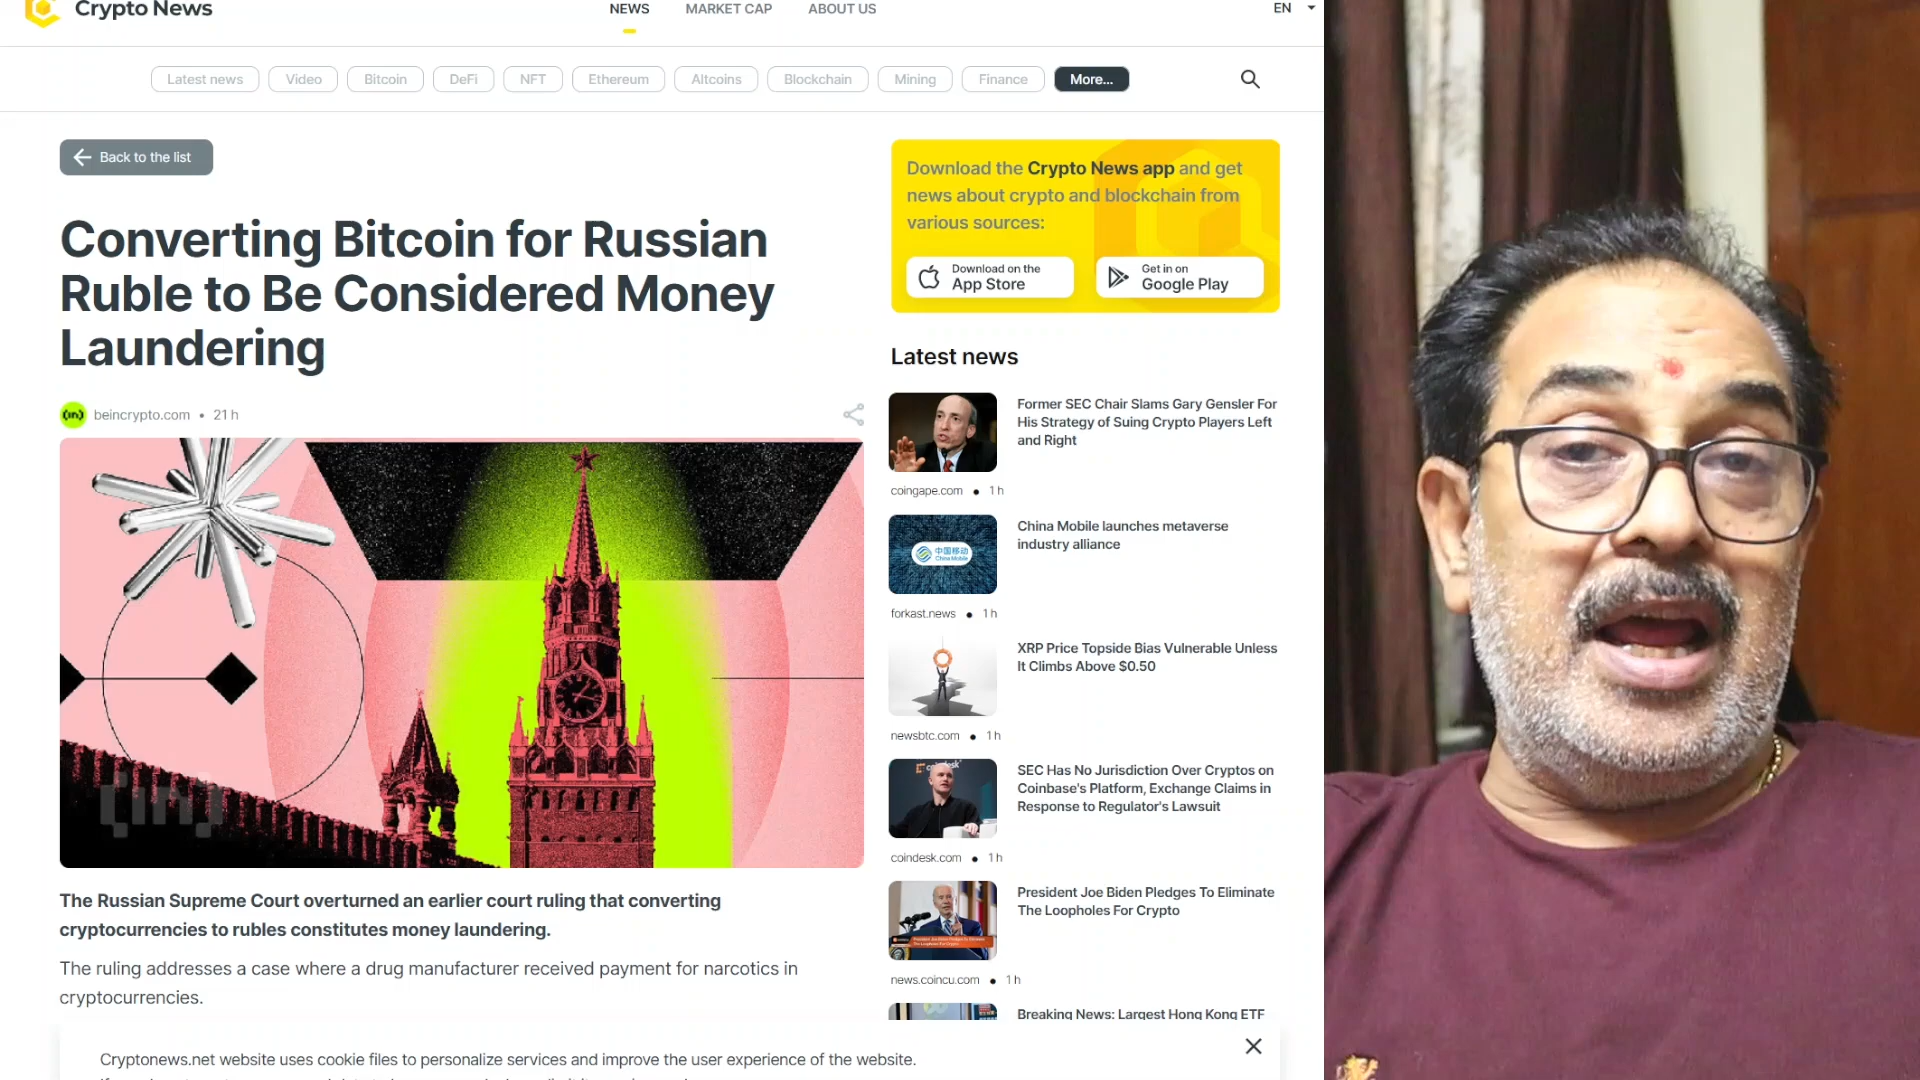 Crypto News
NEWS
MARKET CAP
ABOUT US
EN
Latest news
Video
Bitcoin
DeFi
NFT
Ethereum
Altcoins
Blockchain
Mining
Finance
More...
Back to the list
Converting Bitcoin for Russian
Ruble to Be Considered Money
Laundering
(in)
beincrypto.com • 21 h
(in)
The Russian Supreme Court overturned an earlier court ruling that converting
cryptocurrencies to rubles constitutes money laundering.
The ruling addresses a case where a drug manufacturer received payment for narcotics in
cryptocurrencies.
Download the Crypto News app and get
news about crypto and blockchain from
various sources:
Download on the
App Store
Get in on
Google Play
Latest news
Former SEC Chair Slams Gary Gensler For
His Strategy of Suing Crypto Players Left
and Right
coingape.com • 1 h
中国移动
China Mobile
China Mobile launches metaverse
industry alliance
forkast.news • 1 h
XRP Price Topside Bias Vulnerable Unless
It Climbs Above $0.50
newsbtc.com • 1 h
coindesk
SEC Has No Jurisdiction Over Cryptos on
Coinbase's Platform, Exchange Claims in
Response to Regulator's Lawsuit
coindesk.com • 1 h
President Joe Biden Pledges To Eliminate
The Loopholes For Crypto
news.coincu.com • 1 h
Breaking News: Largest Hong Kong ETF
Cryptonews.net website uses cookie files to personalize services and improve the user experience of the website.